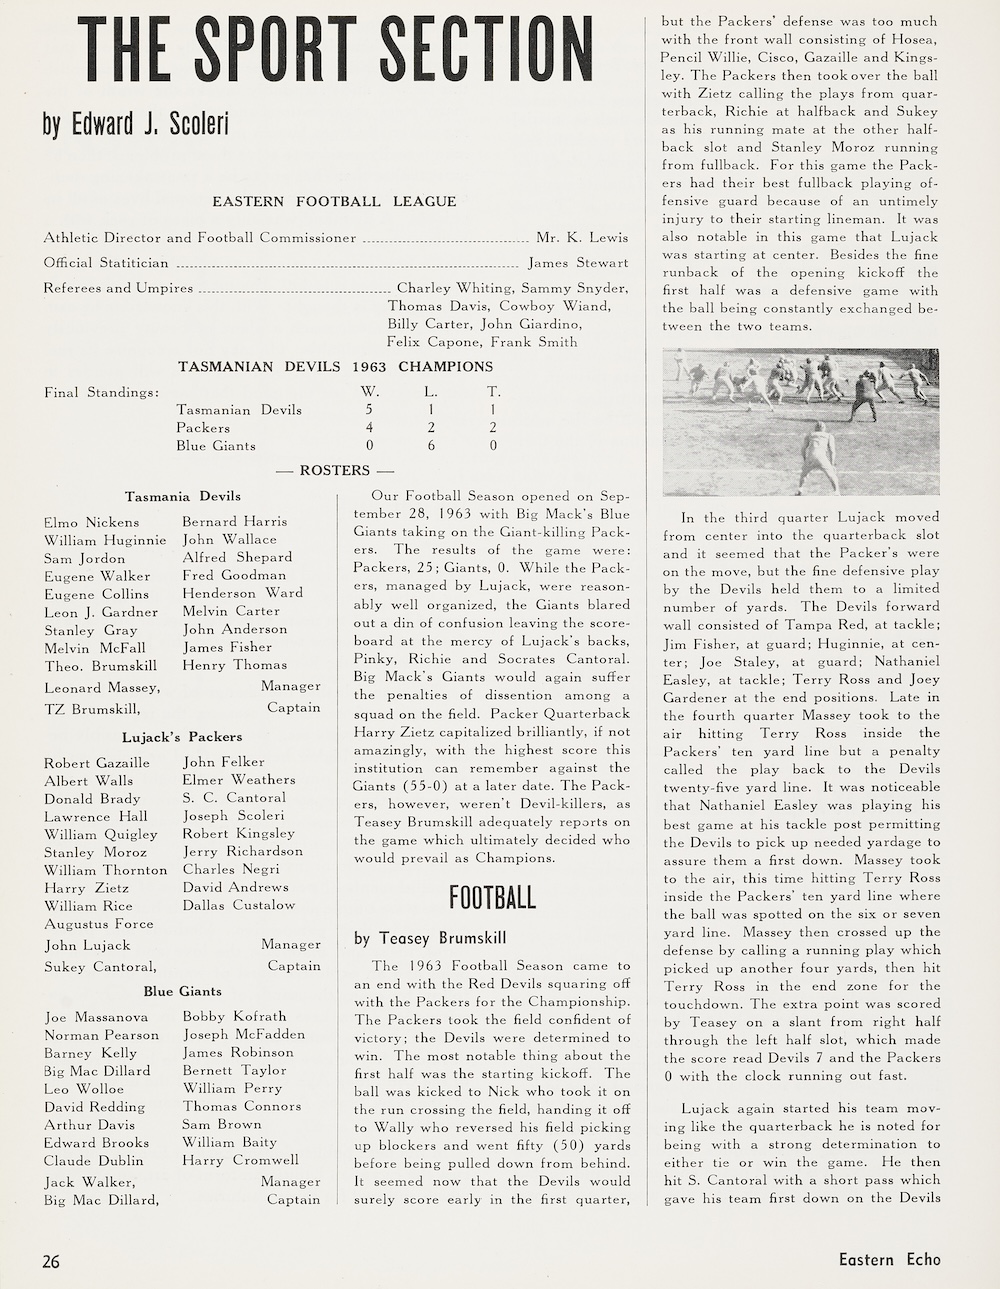 THE SPORT SECTION
by Edward J. Scoleri
EASTERN FOOTBALL LEAGUE
Athletic Director and Football Commissioner Mr. K. Lewis
Official Statitician James Stewart
Referees and Umpires Charley Whiting, Sammy Snyder,
Thomas Davis, Cowboy Wiand,
Billy Carter, John Giardino,
Felix Capone, Frank Smith
TASMANIAN DEVILS 1963 CHAMPIONS
Final Standings: W. L. T.
Tasmanian Devils 5 1 1
Packers 4 2 2
Blue Giants 0 6 0
— ROSTERS —
Tasmania Devils
Elmo Nickens Bernard Harris
William Huginnie John Wallace
Sam Jordon Alfred Shepard
Eugene Walker Fred Goodman
Eugene Collins Henderson Ward
Leon J. Gardner Melvin Carter
Stanley Gray John Anderson
Melvin McFall James Fisher
Theo. Brumskill Henry Thomas
Leonard Massey, Manager
TZ Brumskill, Captain
Lujack's Packers
Robert Gazaille John Felker
Albert Walls Elmer Weathers
Donald Brady S. C. Cantoral
Lawrence Hall Joseph Scoleri
William Quigley Robert Kingsley
Stanley Moroz Jerry Richardson
William Thornton Charles Negri
Harry Zietz David Andrews
William Rice Dallas Custalow
Augustus Force
John Lujack Manager
Sukey Cantoral, Captain
Blue Giants
Joe Massanova Bobby Kofrath
Norman Pearson Joseph McFadden
Barney Kelly James Robinson
Big Mac Dillard Bernett Taylor
Leo Wolloe William Perry
David Redding Thomas Connors
Arthur Davis Sam Brown
Edward Brooks William Baity
Claude Dublin Harry Cromwell
Jack Walker, Manager
Big Mac Dillard, Captain
Our Football Season opened on Sep-
tember 28, 1963 with Big Mack's Blue
Giants taking on the Giant-killing Pack-
ers. The results of the game were:
Packers, 25; Giants, 0. While the Pack-
ers, managed by Lujack, were reason-
ably well organized, the Giants blared
out a din of confusion leaving the score-
board at the mercy of Lujack's backs,
Pinky, Richie and Socrates Cantoral.
Big Mack's Giants would again suffer
the penalties of dissention among a
squad on the field. Packer Quarterback
Harry Zietz capitalized brilliantly, if not
amazingly, with the highest score this
institution can remember against the
Giants (55-0) at a later date. The Pack-
ers, however, weren't Devil-killers, as
Teasey Brumskill adequately reports on
the game which ultimately decided who
would prevail as Champions.
FOOTBALL
by Teasey Brumskill
The 1963 Football Season came to
an end with the Red Devils squaring off
with the Packers for the Championship.
The Packers took the field confident of
victory; the Devils were determined to
win. The most notable thing about the
first half was the starting kickoff. The
ball was kicked to Nick who took it on
the run crossing the field, handing it off
to Wally who reversed his field picking
up blockers and went fifty (50) yards
before being pulled down from behind.
It seemed now that the Devils would
surely score early in the first quarter,
but the Packers' defense was too much
with the front wall consisting of Hosea,
Pencil Willie, Cisco, Gazaille and Kings-
ley. The Packers then took over the ball
with Zietz calling the plays from quar-
terback, Richie at halfback and Sukey
as his running mate at the other half-
back slot and Stanley Moroz running
from fullback. For this game the Pack-
ers had their best fullback playing of-
fensive guard because of an untimely
injury to their starting lineman. It was
also notable in this game that Lujack
was starting at center. Besides the fine
runback of the opening kickoff the
first half was a defensive game with
the ball being constantly exchanged be-
tween the two teams.
In the third quarter Lujack moved
from center into the quarterback slot
and it seemed that the Packer's were
on the move, but the fine defensive play
by the Devils held them to a limited
number of yards. The Devils forward
wall consisted of Tampa Red, at tackle;
Jim Fisher, at guard; Huginnie, at cen-
ter; Joe Staley, at guard; Nathaniel
Easley, at tackle; Terry Ross and Joey
Gardener at the end positions. Late in
the fourth quarter Massey took to the
air hitting Terry Ross inside the
Packers' ten yard line but a penalty
called the play back to the Devils
twenty-five yard line. It was noticeable
that Nathaniel Easley was playing his
best game at his tackle post permitting
the Devils to pick up needed yardage to
assure them a first down. Massey took
to the air, this time hitting Terry Ross
inside the Packers' ten yard line where
the ball was spotted on the six or seven
yard line. Massey then crossed up the
defense by calling a running play which
picked up another four yards, then hit
Terry Ross in the end zone for the
touchdown. The extra point was scored
by Teasey on a slant from right half
through the left half slot, which made
the score read Devils 7 and the Packers
0 with the clock running out fast.
Lujack again started his team mov-
ing like the quarterback he is noted for
being with a strong determination to
either tie or win the game. He then
hit S. Cantoral with a short pass which
gave his team first down on the Devils
26
Eastern Echo